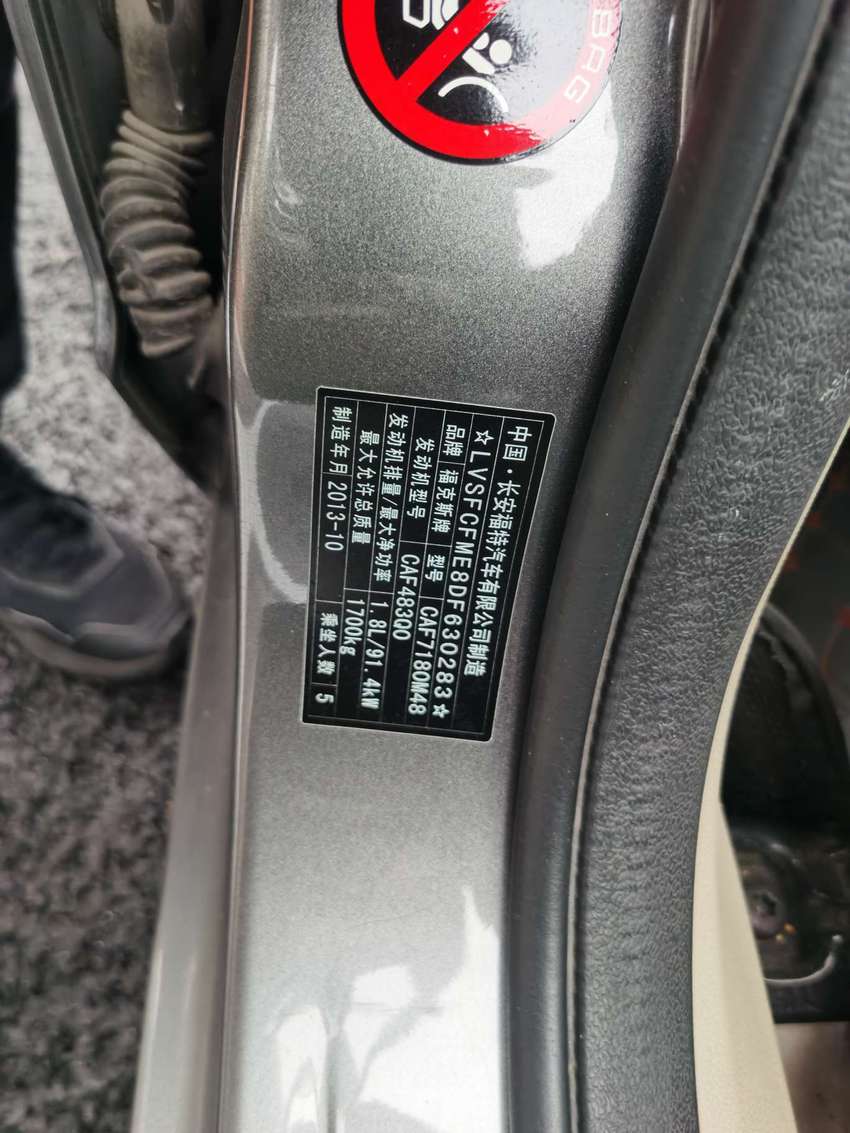 BAG
中国·长安福特汽车有限公司制造
☆LVSFCFME8DF630283☆
品牌 福克斯牌 型号 CAF7180M48
发动机型号 CAF483Q0
发动机排量/最大净功率 1.8L/91.4kW
最大允许总质量 1700kg
制造年月 2013-10 乘坐人数 5